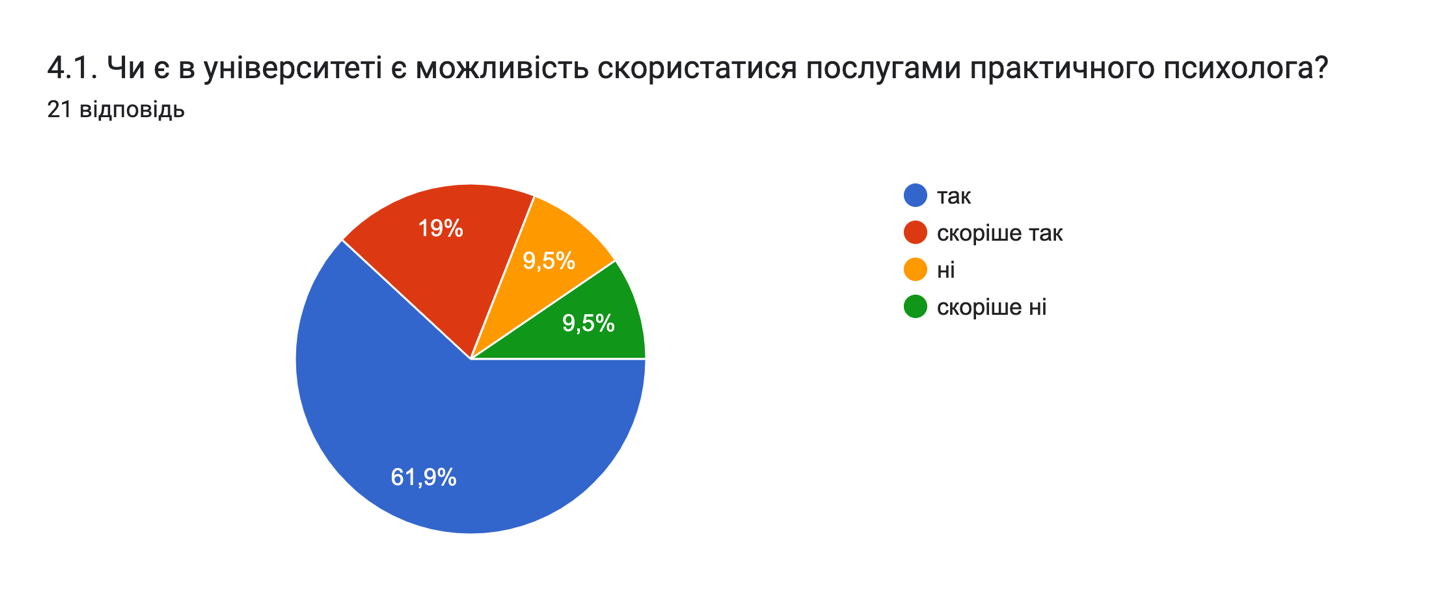 4.1. Чи є в університеті є можливість скористатися послугами практичного психолога?
21 відповідь
19%
9,5%
9,5%
61,9%
так
скоріше так
ні
скоріше ні